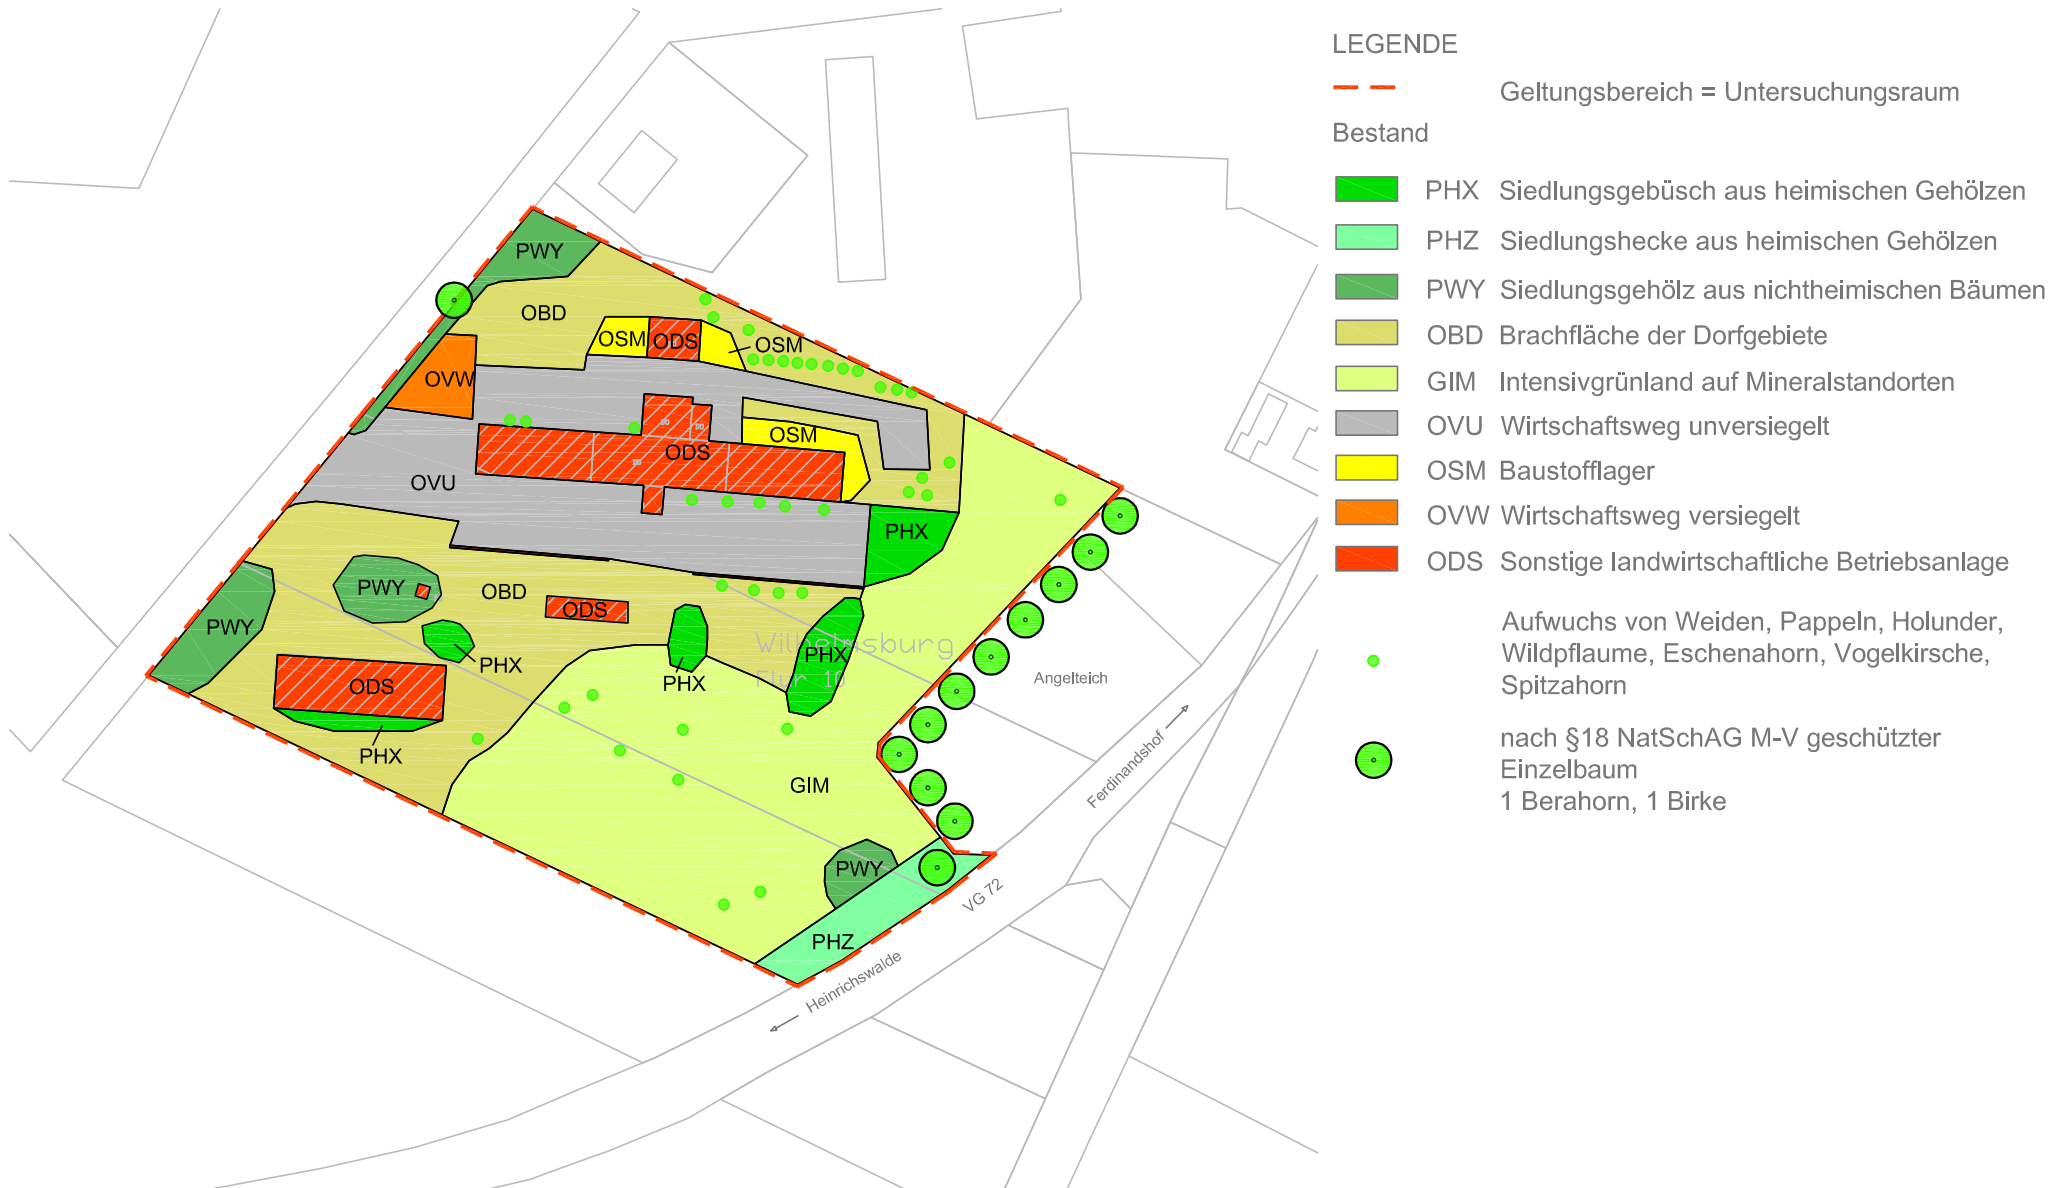 LEGENDE
Geltungsbereich = Untersuchungsraum
Bestand
PHX Siedlungsgebüsch aus heimischen Gehölzen
PHZ Siedlungshecke aus heimischen Gehölzen
PWY Siedlungsgehölz aus nichtheimischen Bäumen
OBD Brachfläche der Dorfgebiete
GIM Intensivgrünland auf Mineralstandorten
OVU Wirtschaftsweg unversiegelt
OSM Baustofflager
OVW Wirtschaftsweg versiegelt
ODS Sonstige landwirtschaftliche Betriebsanlage
Aufwuchs von Weiden, Pappeln, Holunder,
Wildpflaume, Eschenahorn, Vogelkirsche,
Spitzahorn
nach §18 NatSchAG M-V geschützter
Einzelbaum
1 Berahorn, 1 Birke
PWY
OBD
OSM
ODS
OSM
OVW
OSM
ODS
OVU
PHX
PWY
OBD
ODS
PWY
PHX
Wilhelmsburg
Flur 10
PHX
PHX
ODS
PHX
Angelteich
GIM
Ferdinandshof
PWY
VG 72
PHZ
Heinrichswalde